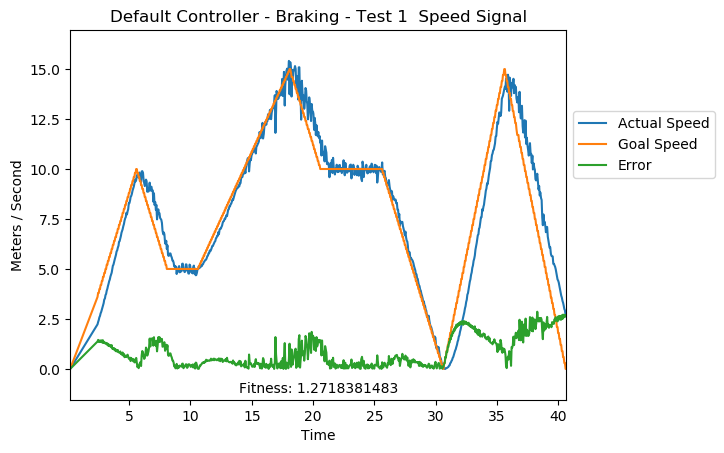 Default Controller - Braking - Test 1  Speed Signal
Meters / Second
15.0
12.5
10.0
7.5
5.0
2.5
0.0
Actual Speed
Goal Speed
Error
Fitness: 1.2718381483
5 10 15 20 25 30 35 40
Time